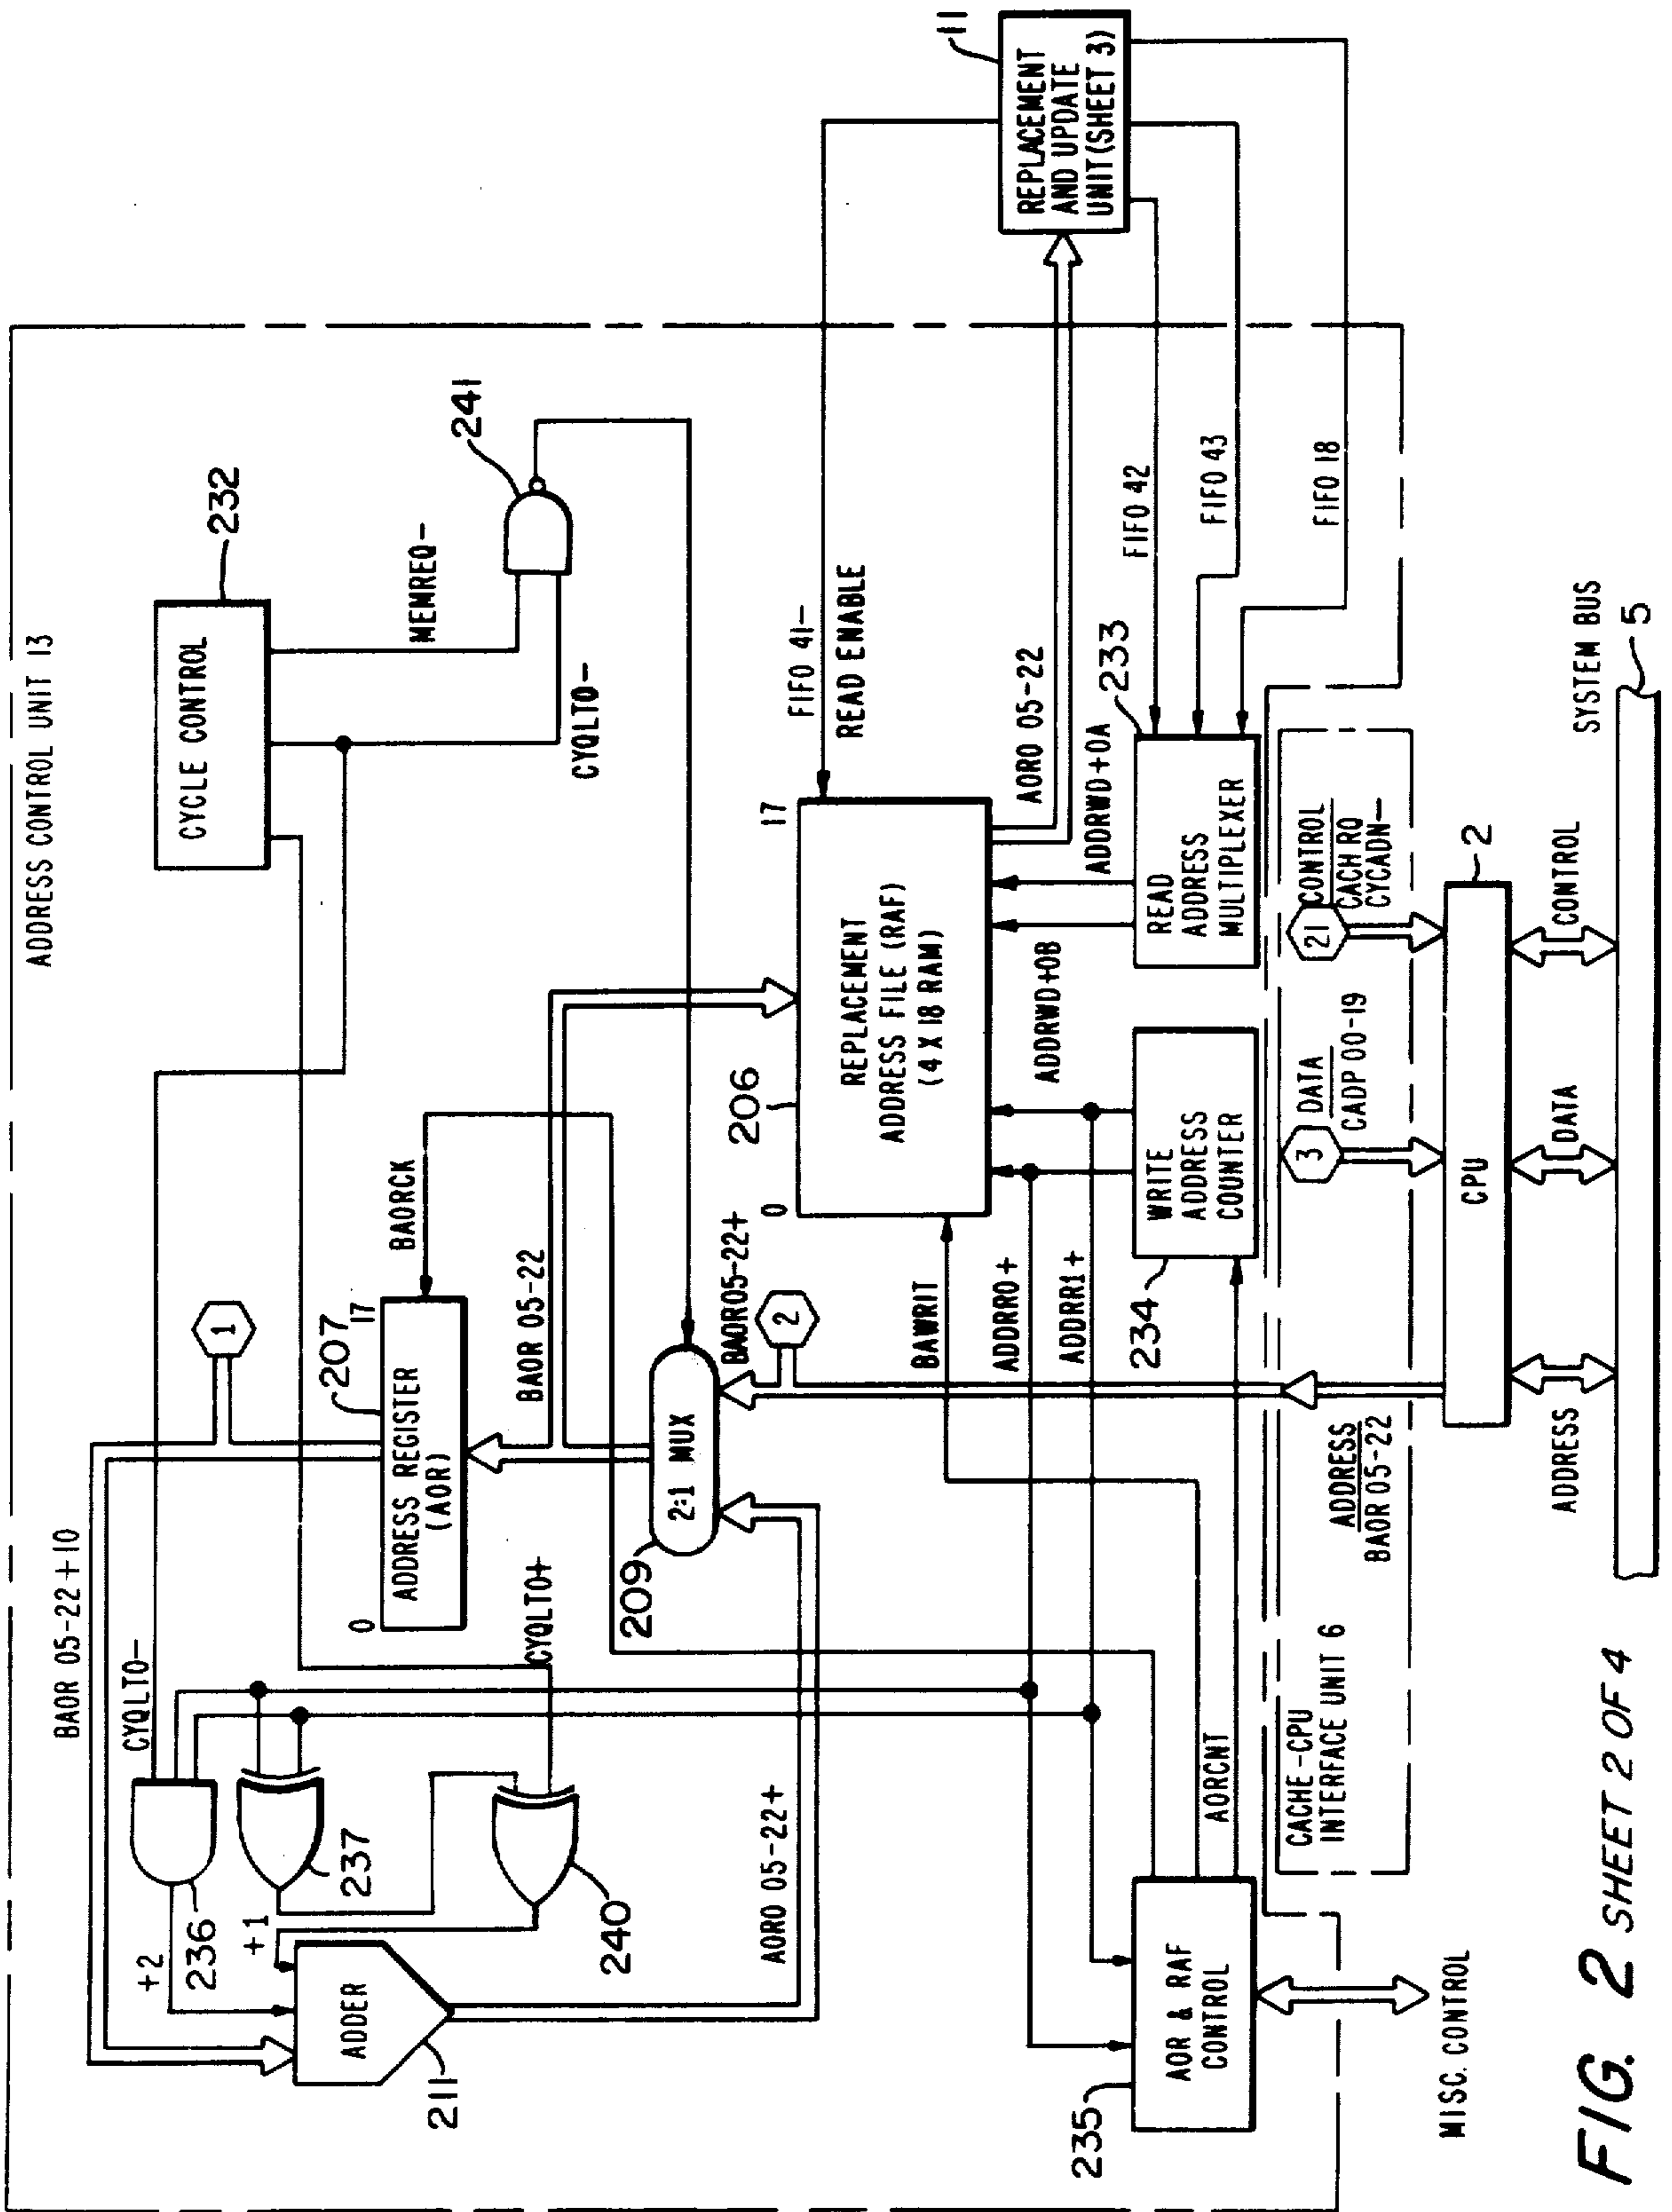 ADDRESS CONTROL UNIT 13
BAOR 05-22+10
CYQLTO-
+2
236
+1
237
ADDER
211
240
CYQLTO+
AORO 05-22+
1
207
0
17
ADDRESS REGISTER
(AOR)
BAORCK
BAOR 05-22
209
2:1 MUX
BAOR05-22+
2
CYCLE CONTROL
232
MEMREQ-
241
CYQLTO-
206
0
17
REPLACEMENT
ADDRESS FILE (RAF)
(4 X 18 RAM)
FIFO 41-
READ ENABLE
AORO 05-22
11
REPLACEMENT
AND UPDATE
UNIT(SHEET 3)
BAWRIT
ADDRR0+
ADDRR1+
ADDRWD+0B
ADDRWD+0A
233
FIFO 42
FIFO 43
FIFO 18
234
WRITE
ADDRESS
COUNTER
READ
ADDRESS
MULTIPLEXER
235
AOR & RAF
CONTROL
AORCNT
MISC. CONTROL
CACHE-CPU
INTERFACE UNIT 6
ADDRESS
BAOR 05-22
3
DATA
CADP 00-19
21
CONTROL
CACH RQ
CYCADN-
CPU
2
ADDRESS
DATA
CONTROL
SYSTEM BUS
5
FIG. 2 SHEET 2 OF 4